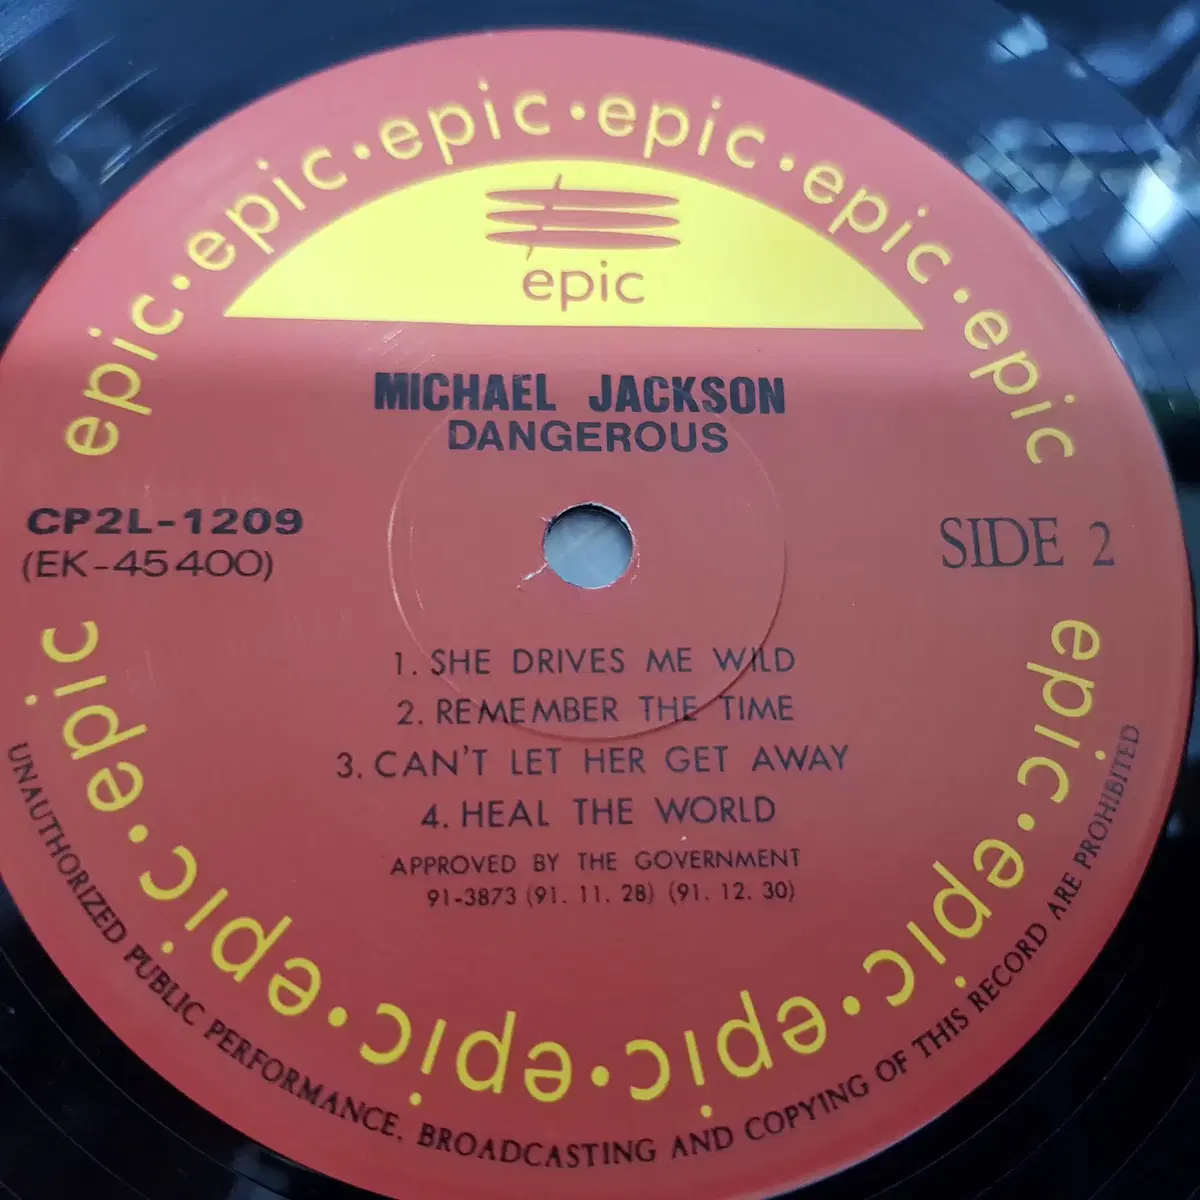 epic·epic·epic·epic·epic·epic·epic
epic
MICHAEL JACKSON
DANGEROUS
CP2L-1209
(EK-45400)
SIDE 2
1. SHE DRIVES ME WILD
2. REMEMBER THE TIME
3. CAN'T LET HER GET AWAY
4. HEAL THE WORLD
APPROVED BY THE GOVERNMENT
91-3873 (91. 11. 28) (91. 12. 30)
epic·epic·epic·epic·epic·epic·epic
UNAUTHORIZED PUBLIC PERFORMANCE, BROADCASTING AND COPYING OF THIS RECORD ARE PROHIBITED